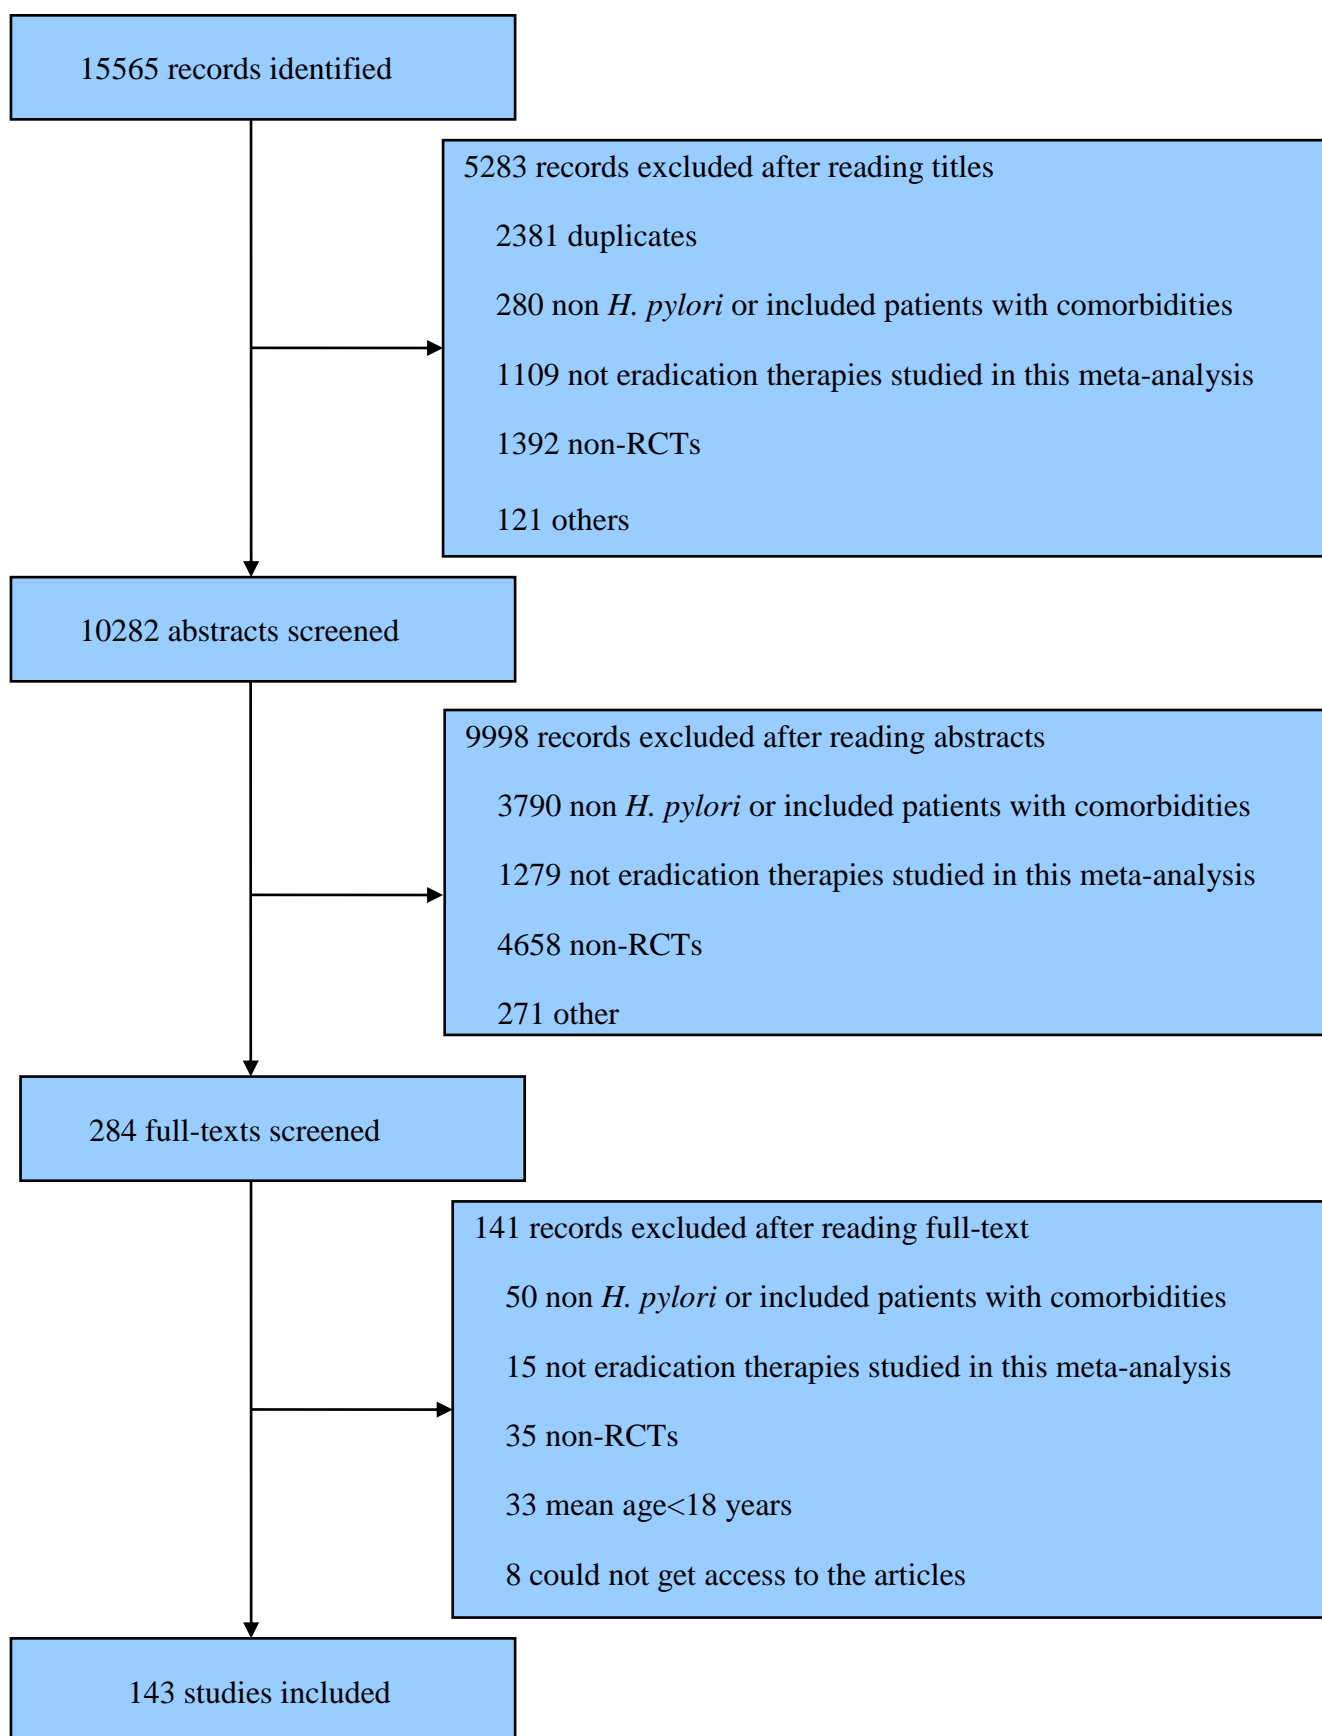 15565 records identified
5283 records excluded after reading titles
2381 duplicates
280 non H. pylori or included patients with comorbidities
1109 not eradication therapies studied in this meta-analysis
1392 non-RCTs
121 others
10282 abstracts screened
9998 records excluded after reading abstracts
3790 non H. pylori or included patients with comorbidities
1279 not eradication therapies studied in this meta-analysis
4658 non-RCTs
271 other
284 full-texts screened
141 records excluded after reading full-text
50 non H. pylori or included patients with comorbidities
15 not eradication therapies studied in this meta-analysis
35 non-RCTs
33 mean age<18 years
8 could not get access to the articles
143 studies included